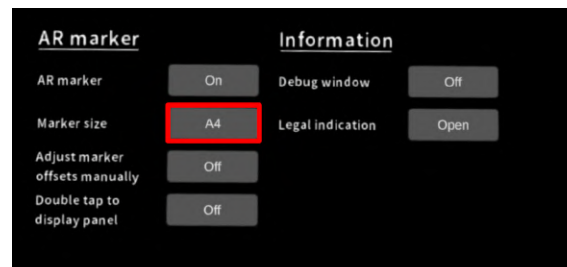 AR marker
AR marker On
Marker size A4
Adjust marker
offsets manually Off
Double tap to
display panel Off
Information
Debug window Off
Legal indication Open